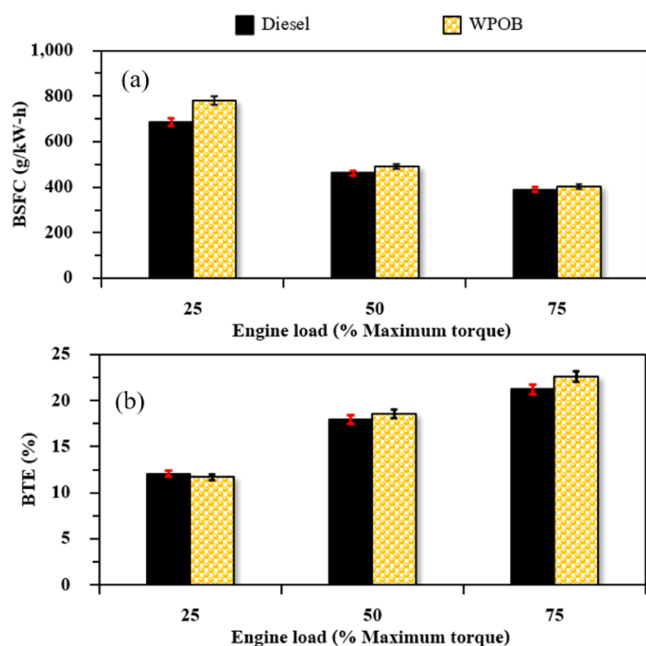 Diesel WPOB
(a)
BSFC (g/kW-h)
1,000
800
600
400
200
0
25 50 75
Engine load (% Maximum torque)
(b)
BTE (%)
25
20
15
10
5
0
25 50 75
Engine load (% Maximum torque)